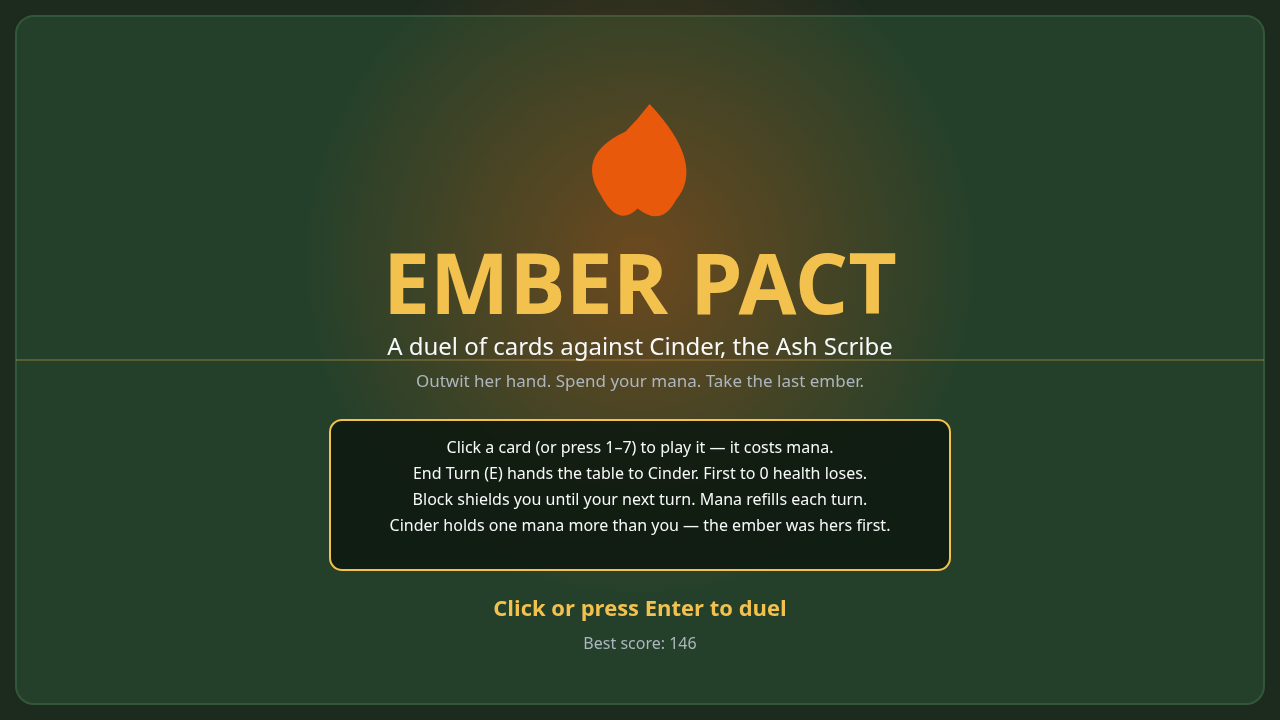 EMBER PACT
A duel of cards against Cinder, the Ash Scribe
Outwit her hand. Spend your mana. Take the last ember.
Click a card (or press 1–7) to play it — it costs mana.
End Turn (E) hands the table to Cinder. First to 0 health loses.
Block shields you until your next turn. Mana refills each turn.
Cinder holds one mana more than you — the ember was hers first.
Click or press Enter to duel
Best score: 146